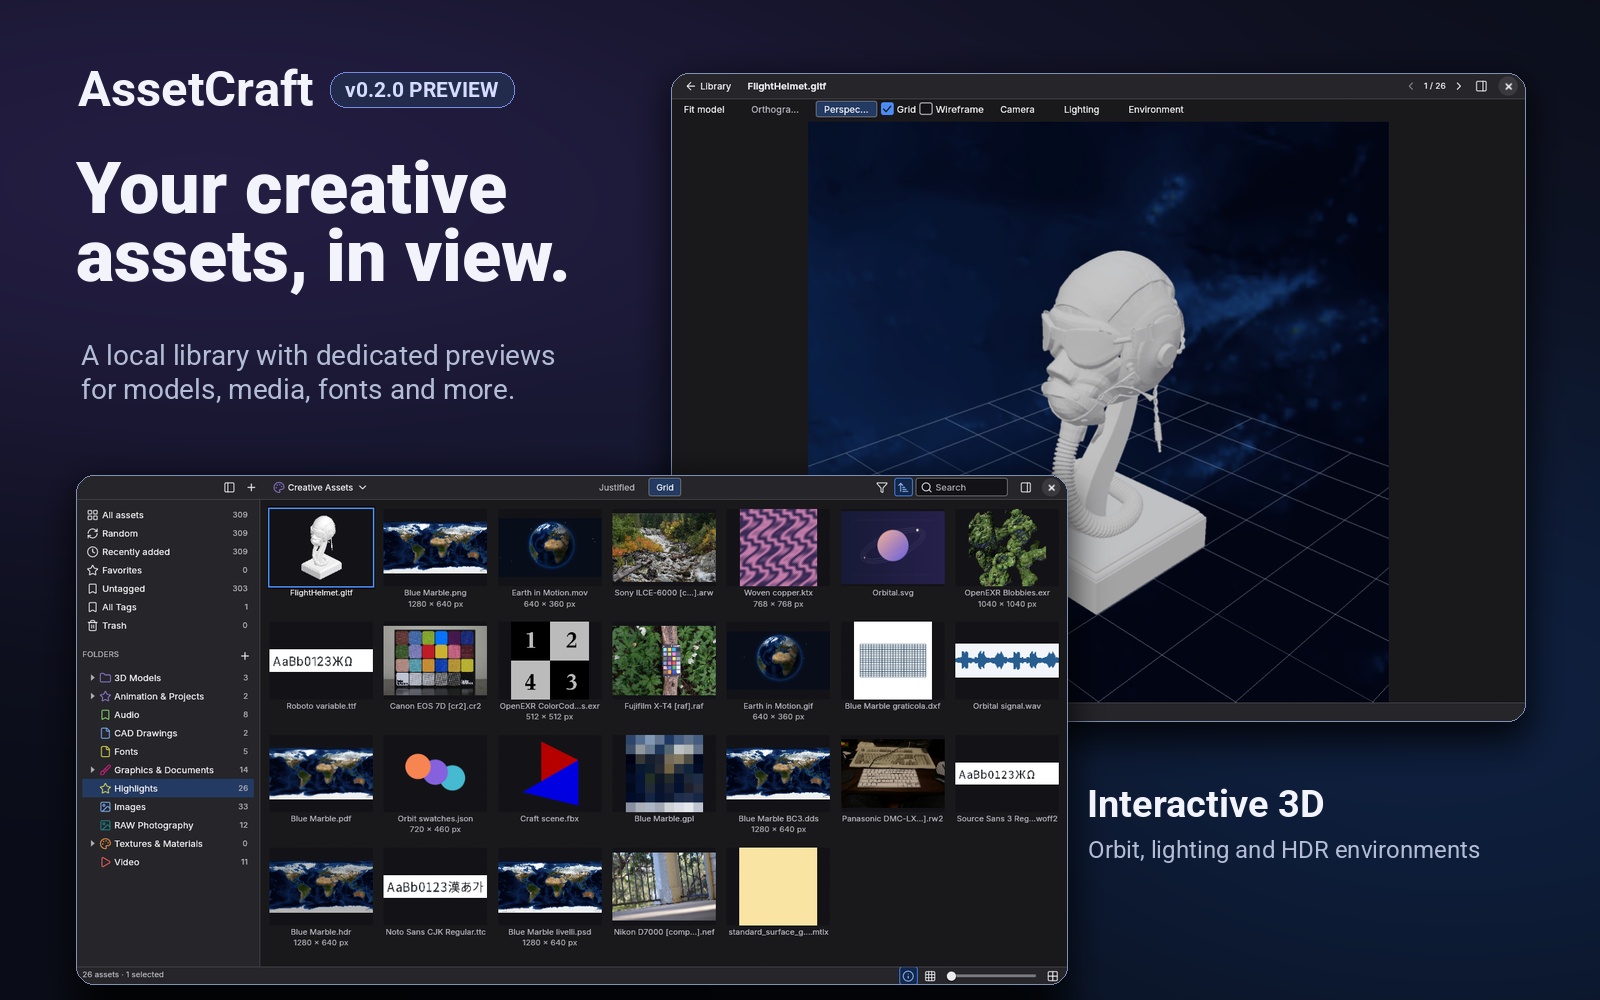 AssetCraft
v0.2.0 PREVIEW
Your creative
assets, in view.
A local library with dedicated previews
for models, media, fonts and more.
Library
FlightHelmet.gltf
1 / 26
Fit model
Orthogra...
Perspec...
Grid
Wireframe
Camera
Lighting
Environment
Creative Assets
Justified
Grid
Search
All assets 309
Random 309
Recently added 309
Favorites 0
Untagged 303
All Tags 1
Trash 0
FOLDERS
3D Models 3
Animation & Projects 2
Audio 8
CAD Drawings 2
Fonts 5
Graphics & Documents 14
Highlights 26
Images 33
RAW Photography 12
Textures & Materials 0
Video 11
FlightHelmet.gltf
Blue Marble.png
1280 × 640 px
Earth in Motion.mov
640 × 360 px
Sony ILCE-6000 [c...].arw
Woven copper.ktx
768 × 768 px
Orbital.svg
OpenEXR Blobbies.exr
1040 × 1040 px
AaBb0123ЖΩ
Roboto variable.ttf
Canon EOS 7D [cr2].cr2
1 2
4 3
OpenEXR ColorCod...s.exr
512 × 512 px
Fujifilm X-T4 [raf].raf
Earth in Motion.gif
640 × 360 px
Blue Marble graticola.dxf
Orbital signal.wav
Blue Marble.pdf
Orbit swatches.json
720 × 460 px
Craft scene.fbx
Blue Marble.gpl
Blue Marble BC3.dds
1280 × 640 px
Panasonic DMC-LX...].rw2
AaBb0123ЖΩ
Source Sans 3 Reg...woff2
Blue Marble.hdr
1280 × 640 px
AaBb0123漢あ가
Noto Sans CJK Regular.ttc
Blue Marble livelli.psd
1280 × 640 px
Nikon D7000 [comp...].nef
standard_surface_g....mtlx
26 assets · 1 selected
Interactive 3D
Orbit, lighting and HDR environments